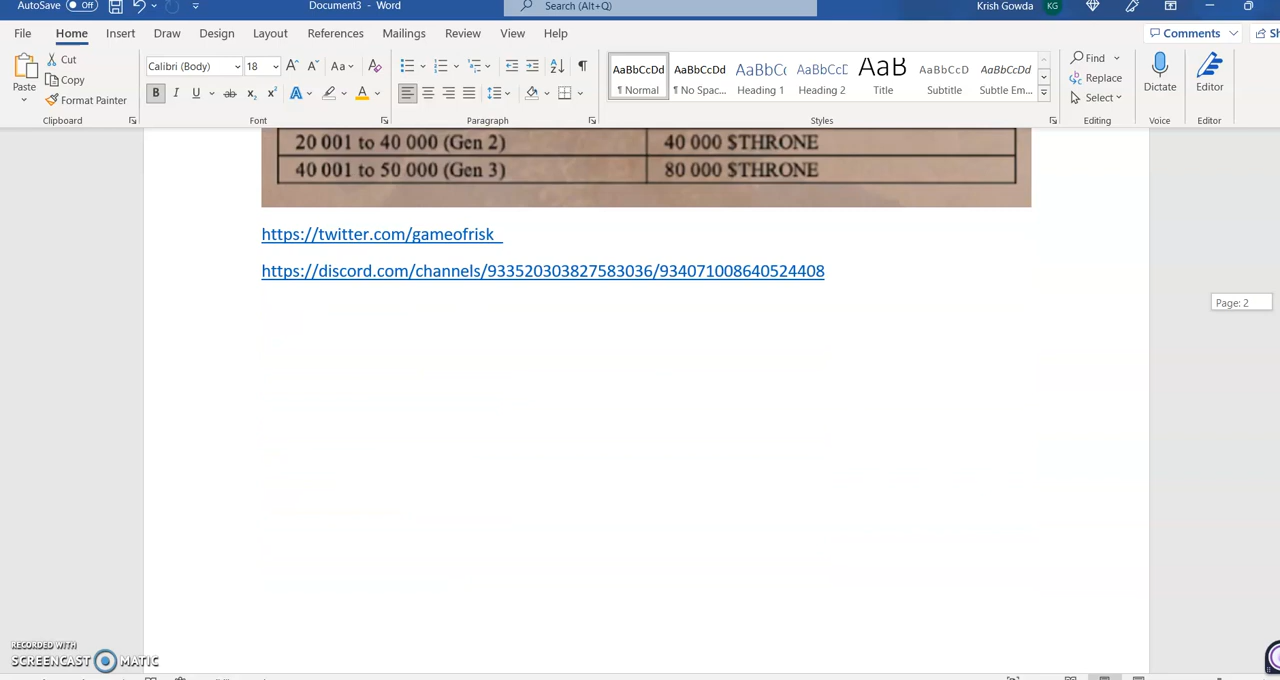 AutoSave Off Document3 - Word Search (Alt+Q) Krish Gowda KG
File Home Insert Draw Design Layout References Mailings Review View Help Comments
Paste Cut Copy Format Painter Clipboard
Calibri (Body) 18 Font
Paragraph
AaBbCcDd AaBbCcDd AaBbC AaBbCcD AaB AaBbCcD AaBbCcDd
¶ Normal ¶ No Spac... Heading 1 Heading 2 Title Subtitle Subtle Em...
Styles
Find Replace Select Editing
Dictate Voice
Editor Editor
20 001 to 40 000 (Gen 2) 40 000 $THRONE
40 001 to 50 000 (Gen 3) 80 000 $THRONE
https://twitter.com/gameofrisk
https://discord.com/channels/933520303827583036/934071008640524408
Page: 2
RECORDED WITH
SCREENCAST MATIC